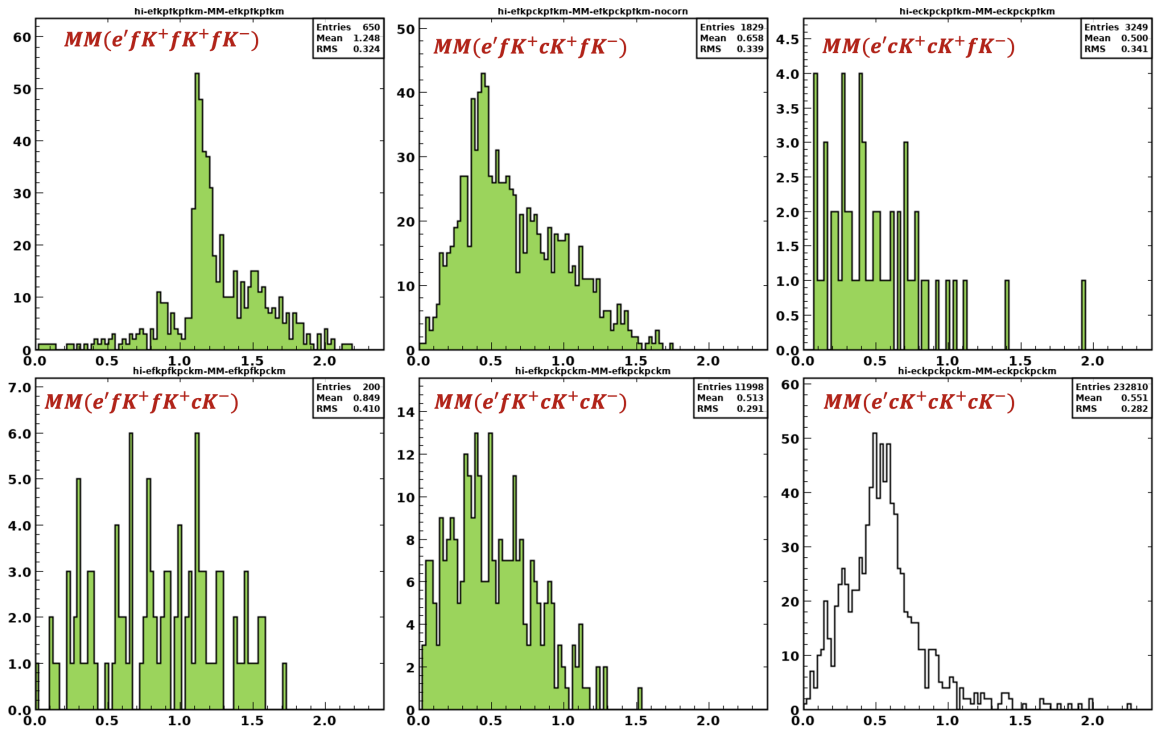 hi-efkpfkpfkm-MM-efkpfkpfkm
MM(e′fK⁺fK⁺fK⁻)
Entries 650
Mean 1.248
RMS 0.324
60
50
40
30
20
10
0
0.0 0.5 1.0 1.5 2.0
hi-efkpckpfkm-MM-efkpckpfkm-nocorn
MM(e′fK⁺cK⁺fK⁻)
Entries 1829
Mean 0.658
RMS 0.339
50
40
30
20
10
0
0.0 0.5 1.0 1.5 2.0
hi-eckpckpfkm-MM-eckpckpfkm
MM(e′cK⁺cK⁺fK⁻)
Entries 3249
Mean 0.500
RMS 0.341
4.5
4.0
3.5
3.0
2.5
2.0
1.5
1.0
0.5
0.0
0.0 0.5 1.0 1.5 2.0
hi-efkpfkpckm-MM-efkpfkpckm
MM(e′fK⁺fK⁺cK⁻)
Entries 200
Mean 0.849
RMS 0.410
7.0
6.0
5.0
4.0
3.0
2.0
1.0
0.0
0.0 0.5 1.0 1.5 2.0
hi-efkpckpckm-MM-efkpckpckm
MM(e′fK⁺cK⁺cK⁻)
Entries 11998
Mean 0.513
RMS 0.291
14
12
10
8
6
4
2
0
0.0 0.5 1.0 1.5 2.0
hi-eckpckpckm-MM-eckpckpckm
MM(e′cK⁺cK⁺cK⁻)
Entries 232810
Mean 0.551
RMS 0.282
60
50
40
30
20
10
0
0.0 0.5 1.0 1.5 2.0